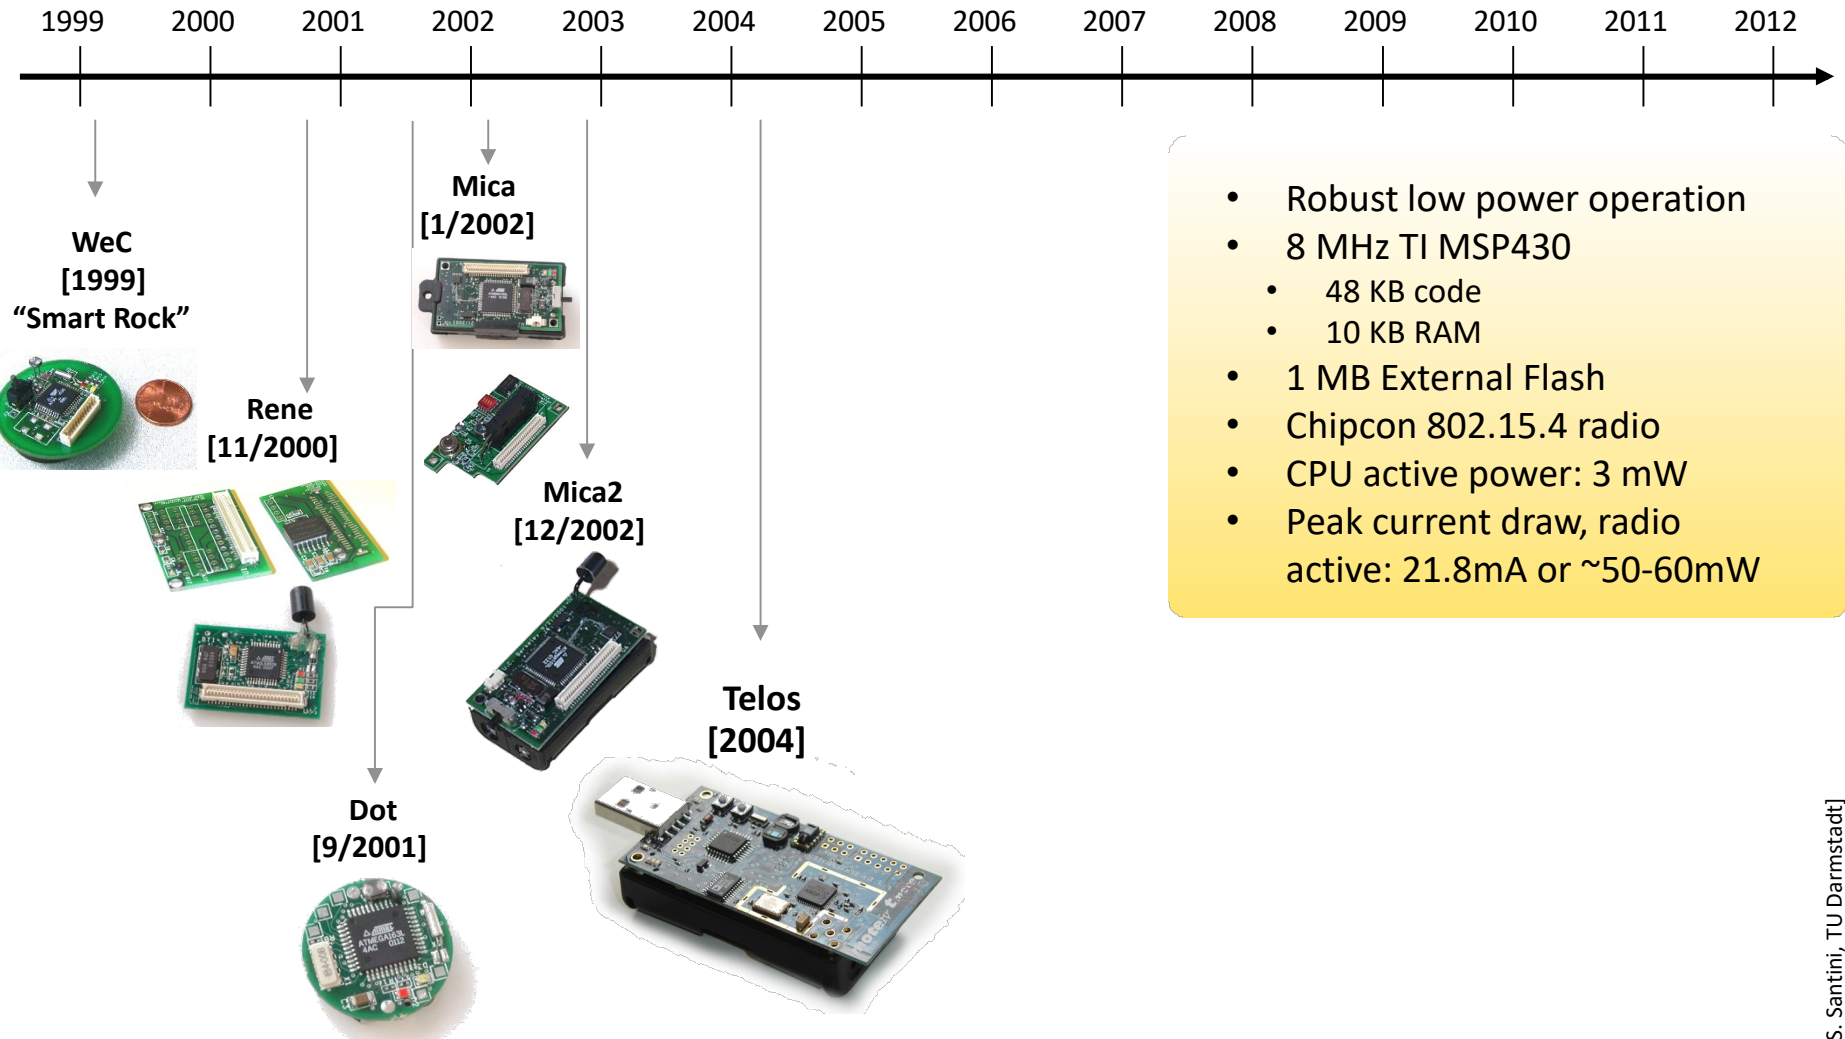 1999 2000 2001 2002 2003 2004 2005 2006 2007 2008 2009 2010 2011 2012
WeC
[1999]
“Smart Rock”
Rene
[11/2000]
Dot
[9/2001]
Mica
[1/2002]
Mica2
[12/2002]
Telos
[2004]
• Robust low power operation
• 8 MHz TI MSP430
• 48 KB code
• 10 KB RAM
• 1 MB External Flash
• Chipcon 802.15.4 radio
• CPU active power: 3 mW
• Peak current draw, radio
active: 21.8mA or ~50-60mW
ATMEGA163L
4AC 0112
S. Santini, TU Darmstadt]